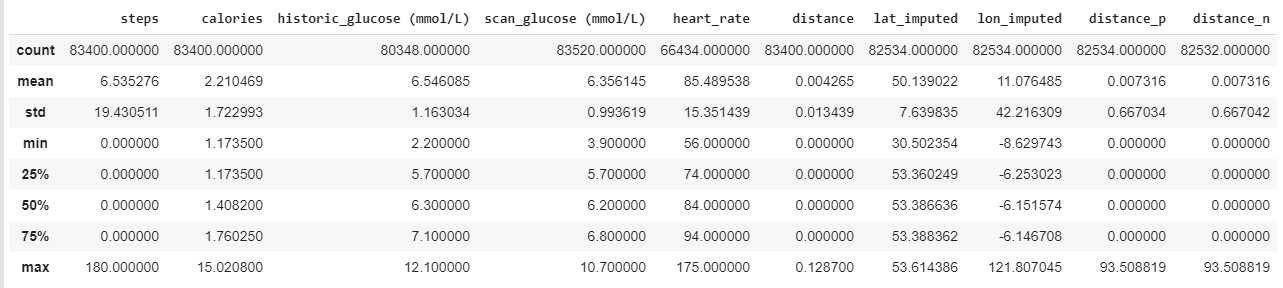 steps calories historic_glucose (mmol/L) scan_glucose (mmol/L) heart_rate distance lat_imputed lon_imputed distance_p distance_n
count 83400.000000 83400.000000 80348.000000 83520.000000 66434.000000 83400.000000 82534.000000 82534.000000 82534.000000 82532.000000
mean 6.535276 2.210469 6.546085 6.356145 85.489538 0.004265 50.139022 11.076485 0.007316 0.007316
std 19.430511 1.722993 1.163034 0.993619 15.351439 0.013439 7.639835 42.216309 0.667034 0.667042
min 0.000000 1.173500 2.200000 3.900000 56.000000 0.000000 30.502354 -8.629743 0.000000 0.000000
25% 0.000000 1.173500 5.700000 5.700000 74.000000 0.000000 53.360249 -6.253023 0.000000 0.000000
50% 0.000000 1.408200 6.300000 6.200000 84.000000 0.000000 53.386636 -6.151574 0.000000 0.000000
75% 0.000000 1.760250 7.100000 6.800000 94.000000 0.000000 53.388362 -6.146708 0.000000 0.000000
max 180.000000 15.020800 12.100000 10.700000 175.000000 0.128700 53.614386 121.807045 93.508819 93.508819